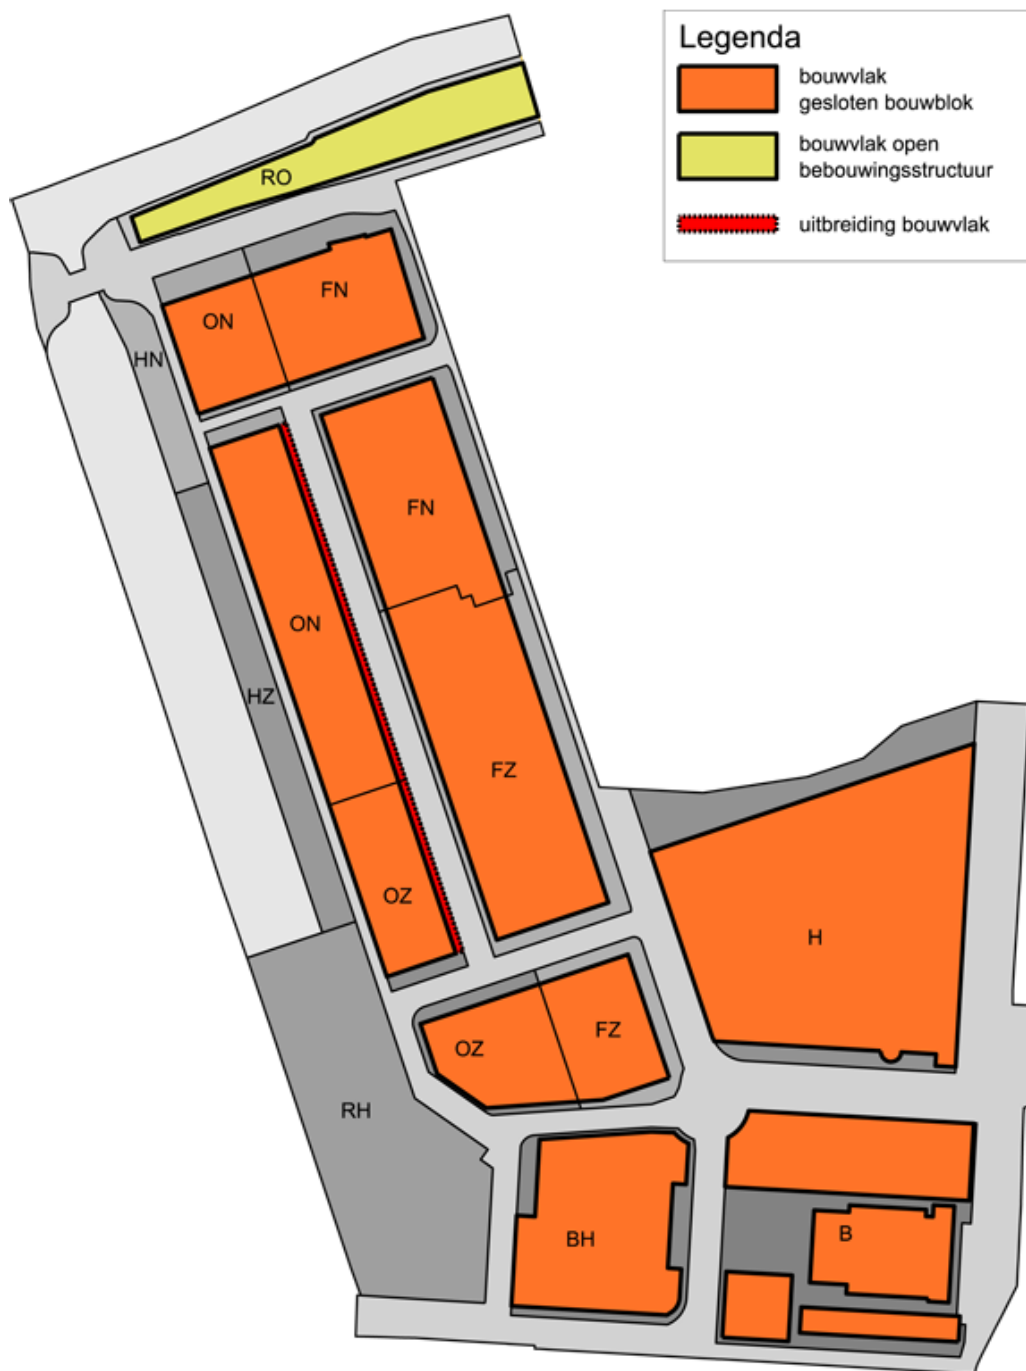 Legenda
bouwvlak
gesloten bouwblok
bouwvlak open
bebouwingsstructuur
uitbreiding bouwvlak
RO
FN
ON
HN
FN
ON
HZ
FZ
OZ
H
FZ
OZ
RH
B
BH